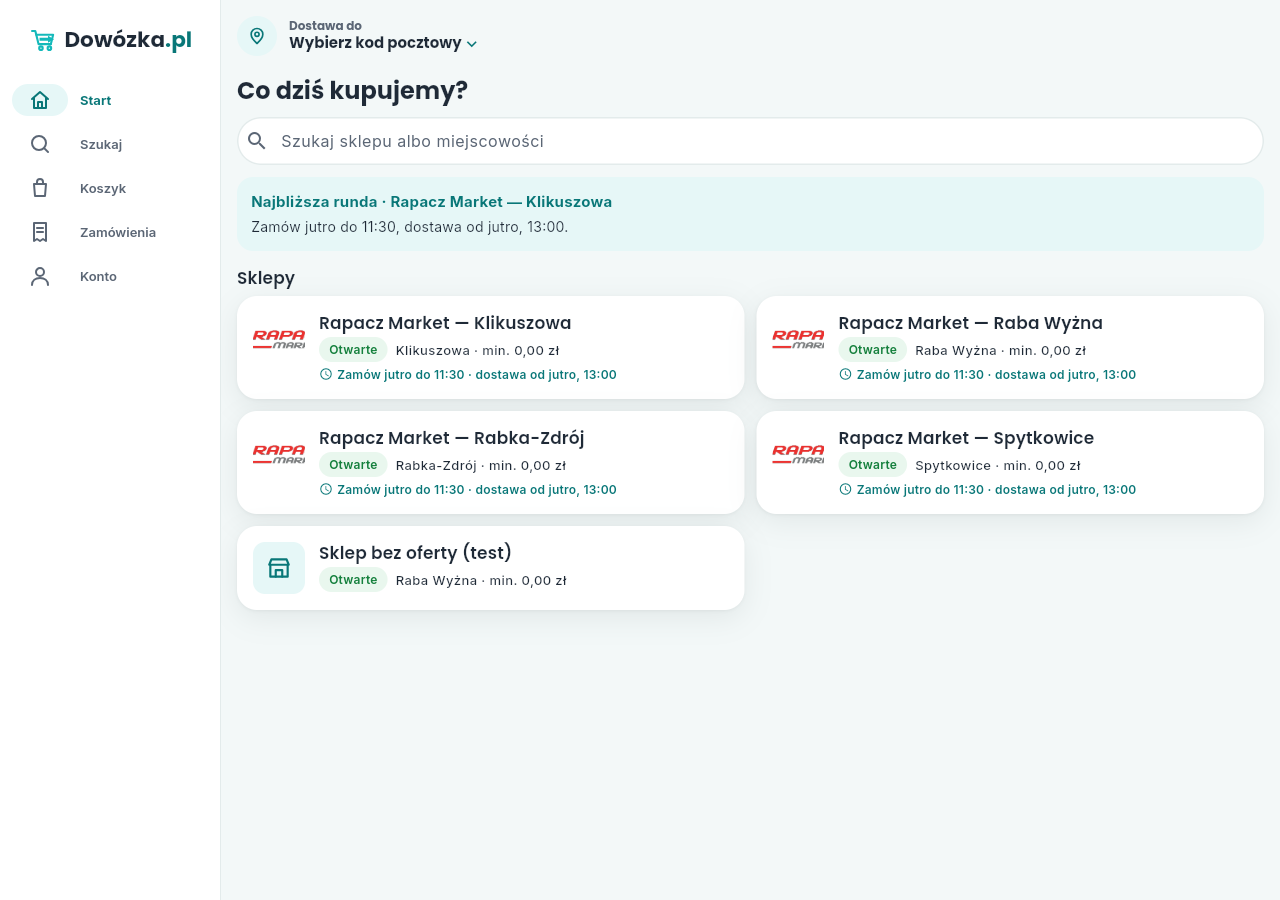 Dowózka.pl
Start
Szukaj
Koszyk
Zamówienia
Konto
Dostawa do
Wybierz kod pocztowy
Co dziś kupujemy?
Szukaj sklepu albo miejscowości
Najbliższa runda · Rapacz Market — Klikuszowa
Zamów jutro do 11:30, dostawa od jutro, 13:00.
Sklepy
RAPA
MARI
Rapacz Market — Klikuszowa
Otwarte Klikuszowa · min. 0,00 zł
Zamów jutro do 11:30 · dostawa od jutro, 13:00
RAPA
MARI
Rapacz Market — Raba Wyżna
Otwarte Raba Wyżna · min. 0,00 zł
Zamów jutro do 11:30 · dostawa od jutro, 13:00
RAPA
MARI
Rapacz Market — Rabka-Zdrój
Otwarte Rabka-Zdrój · min. 0,00 zł
Zamów jutro do 11:30 · dostawa od jutro, 13:00
RAPA
MARI
Rapacz Market — Spytkowice
Otwarte Spytkowice · min. 0,00 zł
Zamów jutro do 11:30 · dostawa od jutro, 13:00
Sklep bez oferty (test)
Otwarte Raba Wyżna · min. 0,00 zł